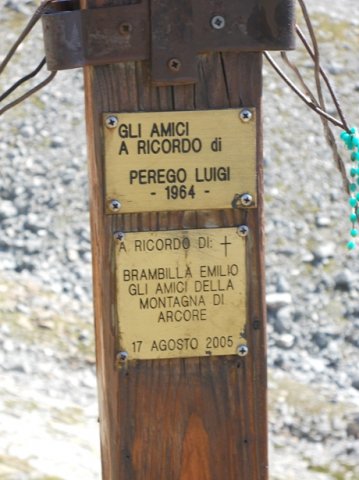 GLI AMICI
A RICORDO di
PEREGO LUIGI
- 1964 -
A RICORDO DI: †
BRAMBILLA EMILIO
GLI AMICI DELLA
MONTAGNA DI
ARCORE
17 AGOSTO 2005